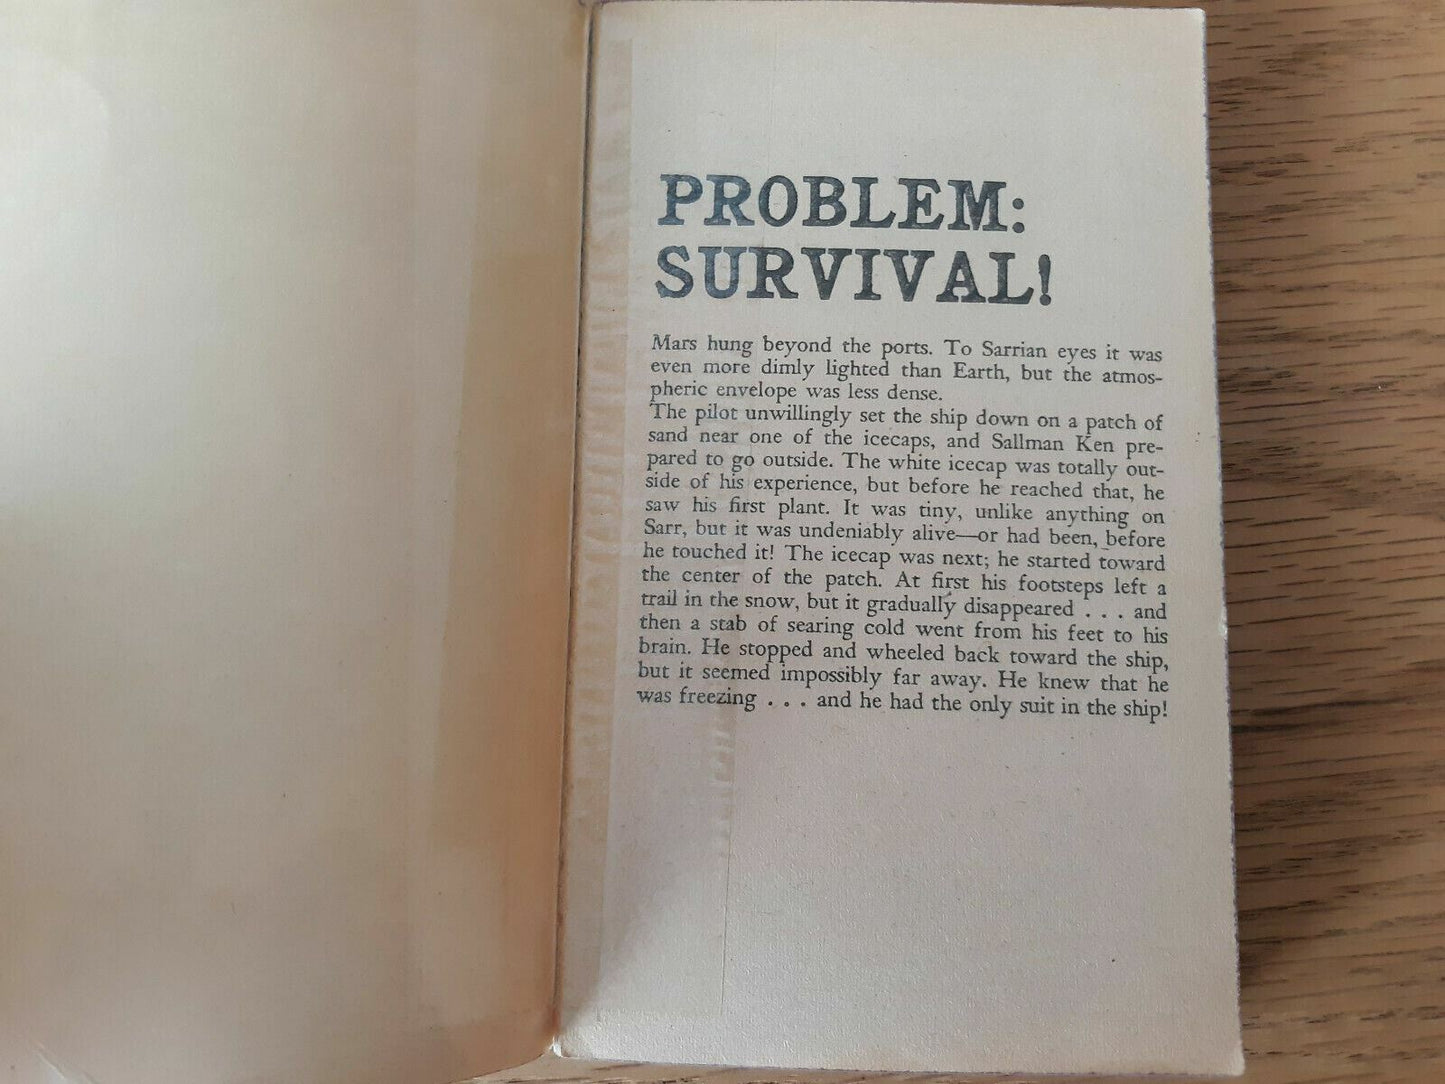 PROBLEM:
SURVIVAL!
Mars hung beyond the ports. To Sarrian eyes it was
even more dimly lighted than Earth, but the atmos-
pheric envelope was less dense.
The pilot unwillingly set the ship down on a patch of
sand near one of the icecaps, and Sallman Ken pre-
pared to go outside. The white icecap was totally out-
side of his experience, but before he reached that, he
saw his first plant. It was tiny, unlike anything on
Sarr, but it was undeniably alive—or had been, before
he touched it! The icecap was next; he started toward
the center of the patch. At first his footsteps left a
trail in the snow, but it gradually disappeared . . . and
then a stab of searing cold went from his feet to his
brain. He stopped and wheeled back toward the ship,
but it seemed impossibly far away. He knew that he
was freezing . . . and he had the only suit in the ship!